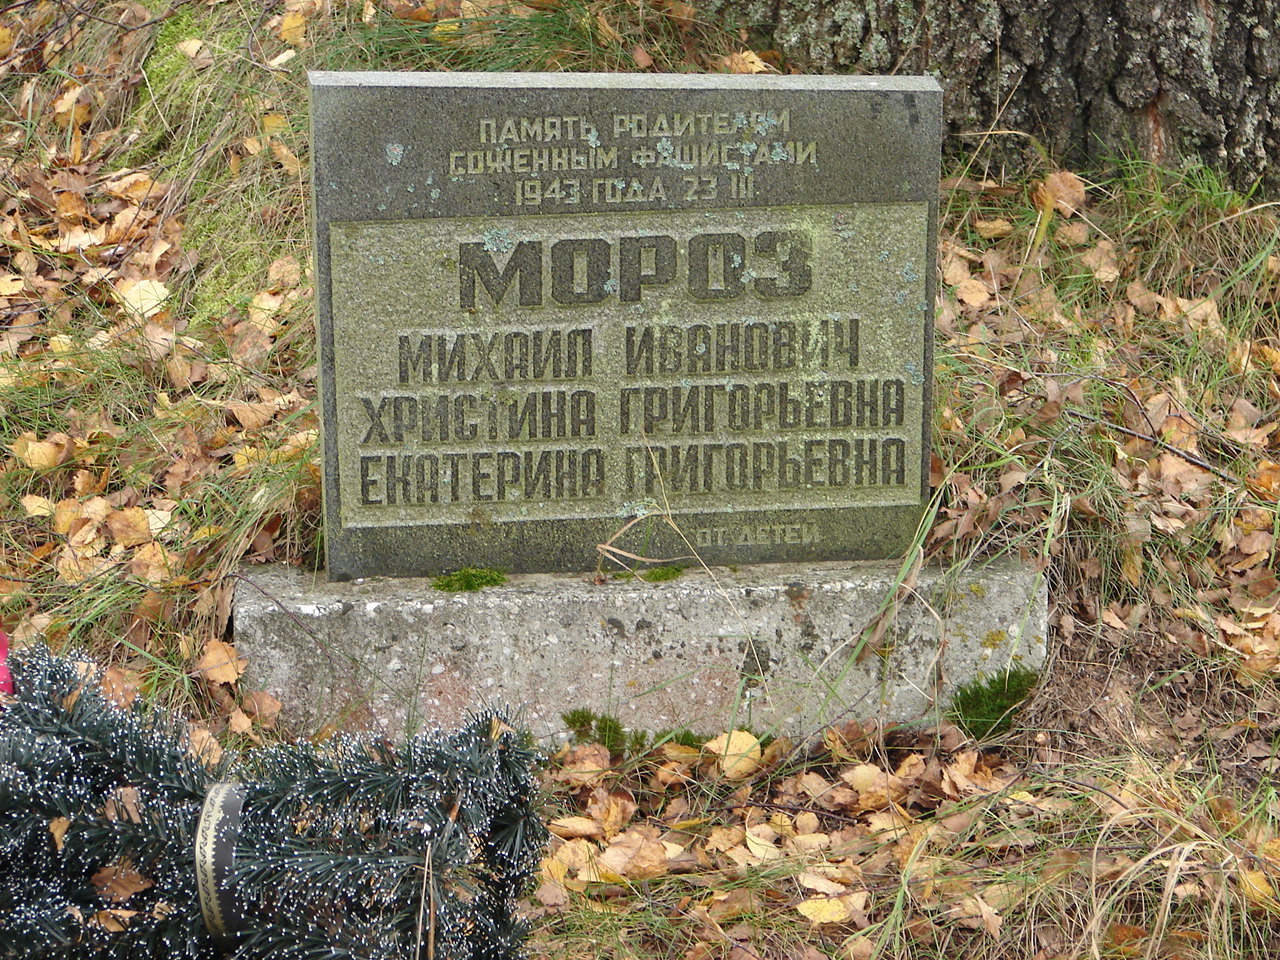 ПАМЯТЬ РОДИТЕЛЯМ
СОЖЕННЫМ ФАШИСТАМИ
1943 ГОДА 23 III
МОРОЗ
МИХАИЛ ИВАНОВИЧ
ХРИСТИНА ГРИГОРЬЕВНА
ЕКАТЕРИНА ГРИГОРЬЕВНА
ОТ ДЕТЕЙ